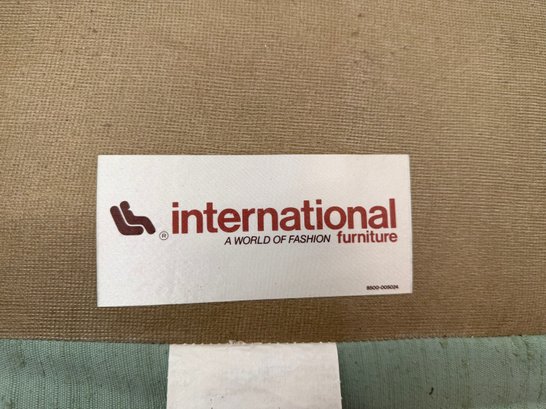 international
® A WORLD OF FASHION furniture
8500-005024